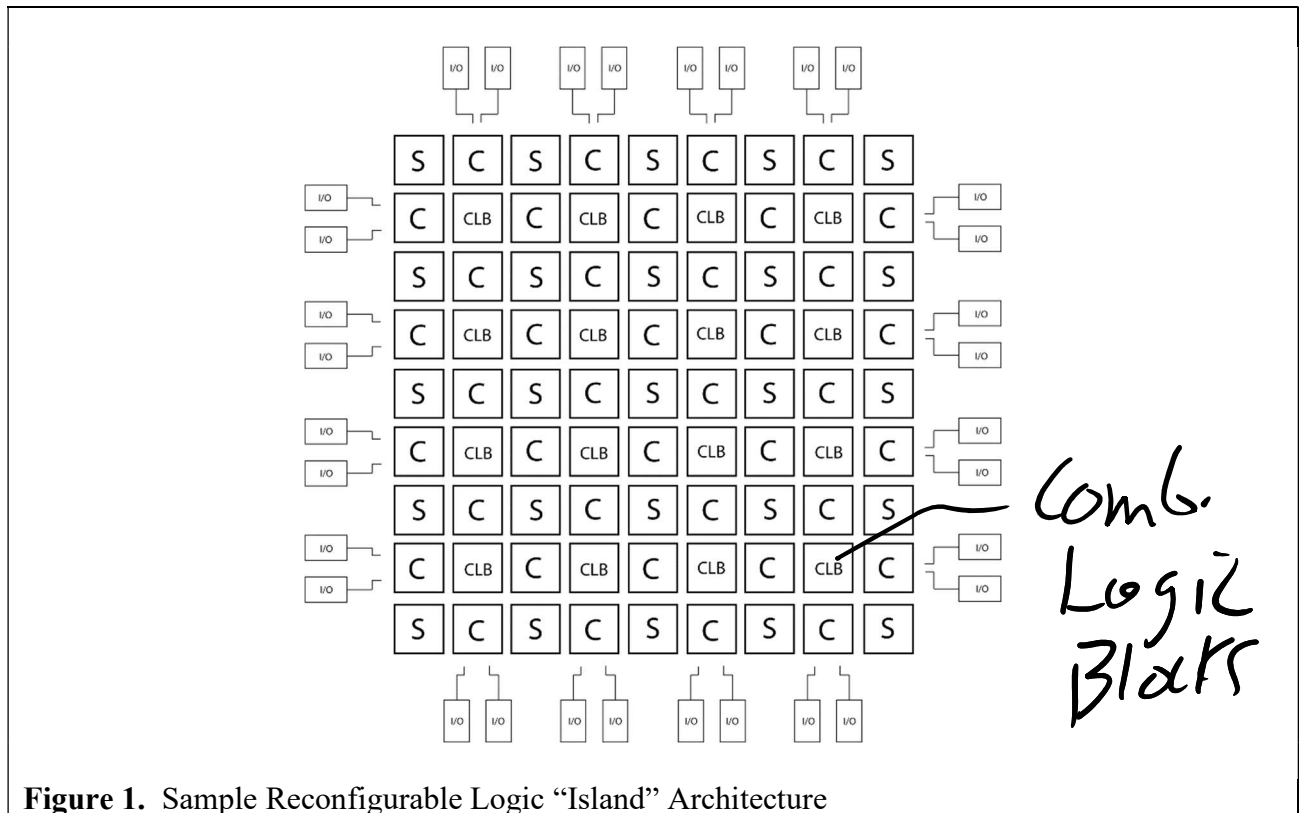 I/O I/O I/O I/O I/O I/O I/O I/O
S C S C S C S C S
I/O C CLB C CLB C CLB C CLB C I/O
I/O I/O
S C S C S C S C S
I/O C CLB C CLB C CLB C CLB C I/O
I/O I/O
S C S C S C S C S
I/O C CLB C CLB C CLB C CLB C I/O
I/O I/O
S C S C S C S C S
I/O C CLB C CLB C CLB C CLB C I/O
I/O I/O
S C S C S C S C S
I/O I/O I/O I/O I/O I/O I/O I/O
Comb.
Logic
Blocks
Figure 1. Sample Reconfigurable Logic “Island” Architecture